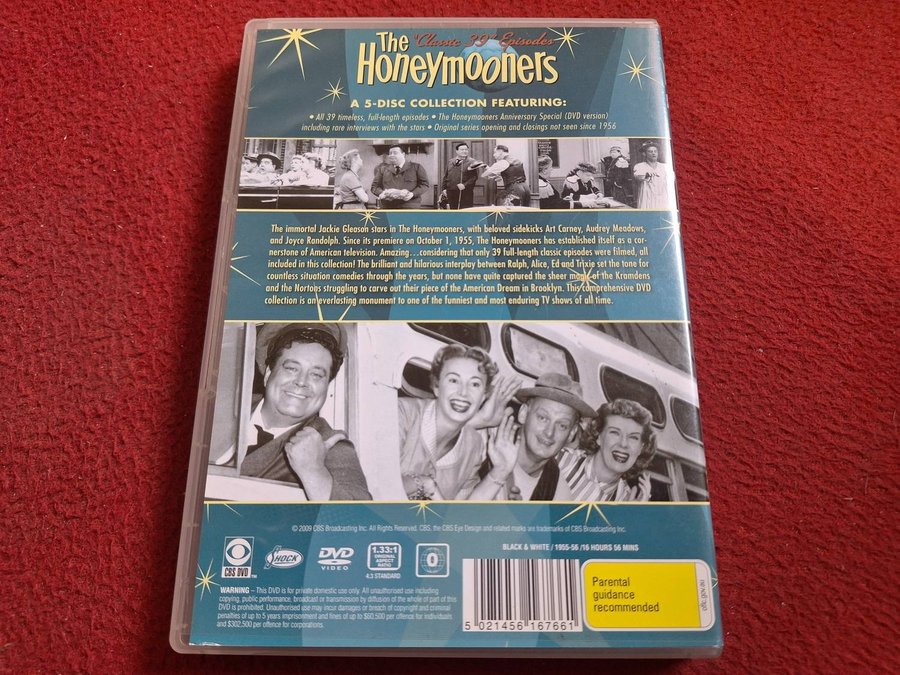 The "Classic 39" Episodes
Honeymooners
A 5-DISC COLLECTION FEATURING:
• All 39 timeless, full-length episodes • The Honeymooners Anniversary Special (DVD version)
including rare interviews with the stars • Original series opening and closings not seen since 1956
The immortal Jackie Gleason stars in The Honeymooners, with beloved sidekicks Art Carney, Audrey Meadows,
and Joyce Randolph. Since its premiere on October 1, 1955, The Honeymooners has established itself as a cor-
nerstone of American television. Amazing...considering that only 39 full-length classic episodes were filmed, all
included in this collection! The brilliant and hilarious interplay between Ralph, Alice, Ed and Trixie set the tone for
countless situation comedies through the years, but none have quite captured the sheer magic of the Kramdens
and the Nortons struggling to carve out their piece of the American Dream in Brooklyn. This comprehensive DVD
collection is an everlasting monument to one of the funniest and most enduring TV shows of all time.
© 2009 CBS Broadcasting Inc. All Rights Reserved. CBS, the CBS Eye Design and related marks are trademarks of CBS Broadcasting Inc.
BLACK & WHITE / 1955-56 /16 HOURS 56 MINS
CBS DVD™
SHOCK
DVD
VIDEO
1.33:1
ORIGINAL
ASPECT
RATIO
4.3 STANDARD
0
WARNING – This DVD is for private domestic use only. All unauthorised use including
copying, public performance, broadcast or transmission by diffusion of the whole of part of this
DVD is prohibited. Unauthorised use may incur damages or breach of copyright and criminal
penalties of up to 5 years imprisonment and fines of up to $60,500 per offence for individuals
and $302,500 per offence for corporations.
5 021456 167661
Parental
guidance
recommended